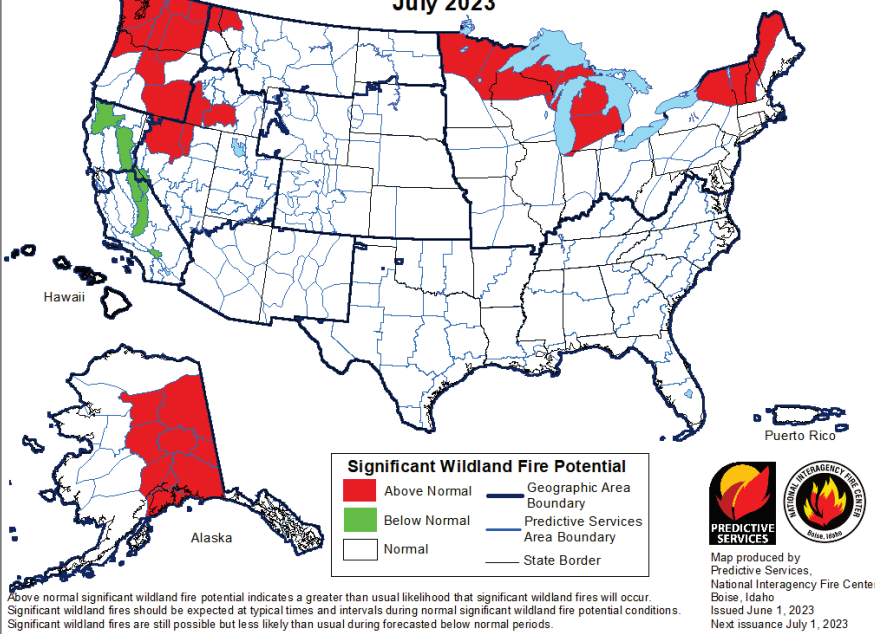 July 2023
Hawaii
Puerto Rico
Alaska
Significant Wildland Fire Potential
Above Normal
Below Normal
Normal
Geographic Area
Boundary
Predictive Services
Area Boundary
State Border
PREDICTIVE
SERVICES
NATIONAL INTERAGENCY FIRE CENTER
Boise, Idaho
Map produced by
Predictive Services,
National Interagency Fire Center
Boise, Idaho
Issued June 1, 2023
Next issuance July 1, 2023
Above normal significant wildland fire potential indicates a greater than usual likelihood that significant wildland fires will occur.
Significant wildland fires should be expected at typical times and intervals during normal significant wildland fire potential conditions.
Significant wildland fires are still possible but less likely than usual during forecasted below normal periods.